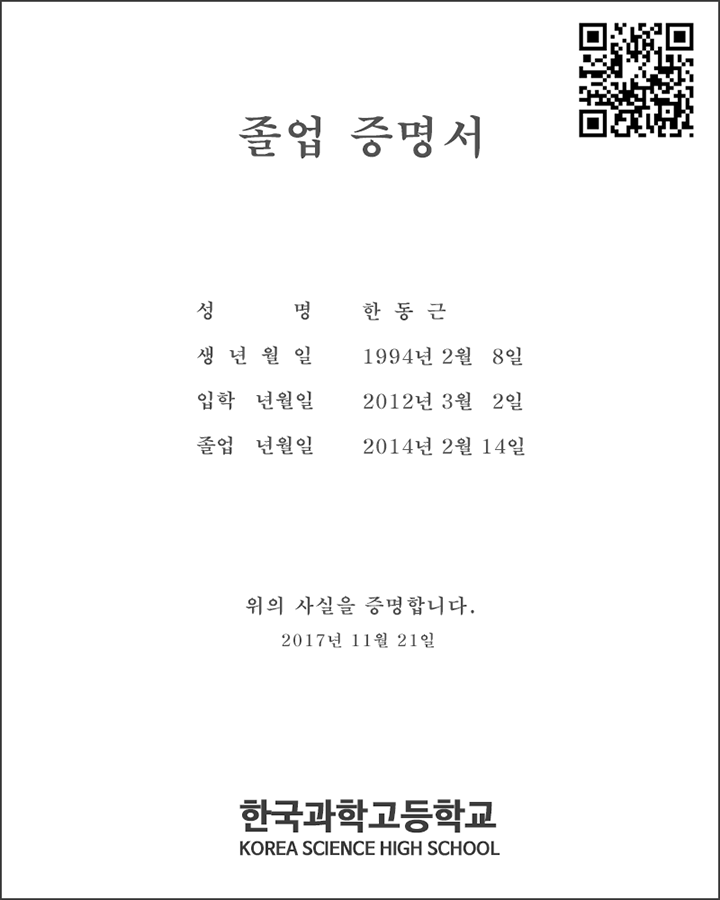 졸업 증명서
성 명 한 동 근
생 년 월 일 1994년 2월 8일
입학 년월일 2012년 3월 2일
졸업 년월일 2014년 2월 14일
위의 사실을 증명합니다.
2017년 11월 21일
한국과학고등학교
KOREA SCIENCE HIGH SCHOOL